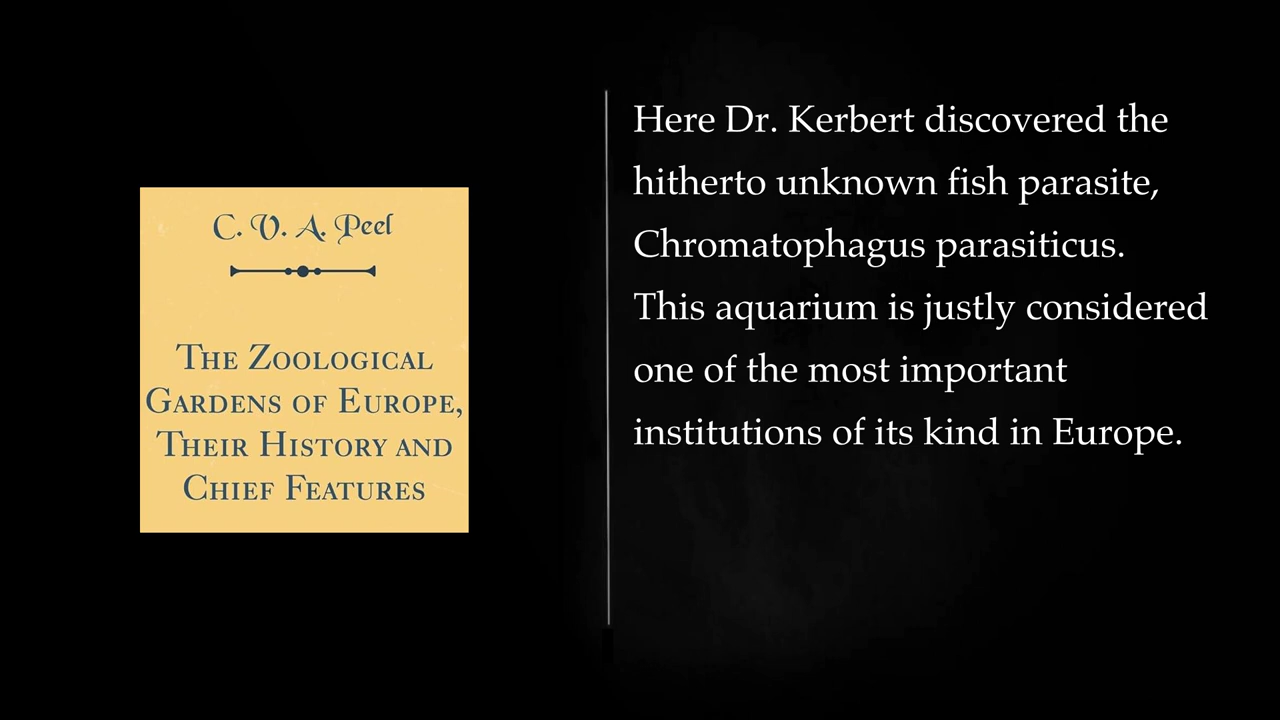 C. V. A. Peel
The Zoological
Gardens of Europe,
Their History and
Chief Features
Here Dr. Kerbert discovered the
hitherto unknown fish parasite,
Chromatophagus parasiticus.
This aquarium is justly considered
one of the most important
institutions of its kind in Europe.